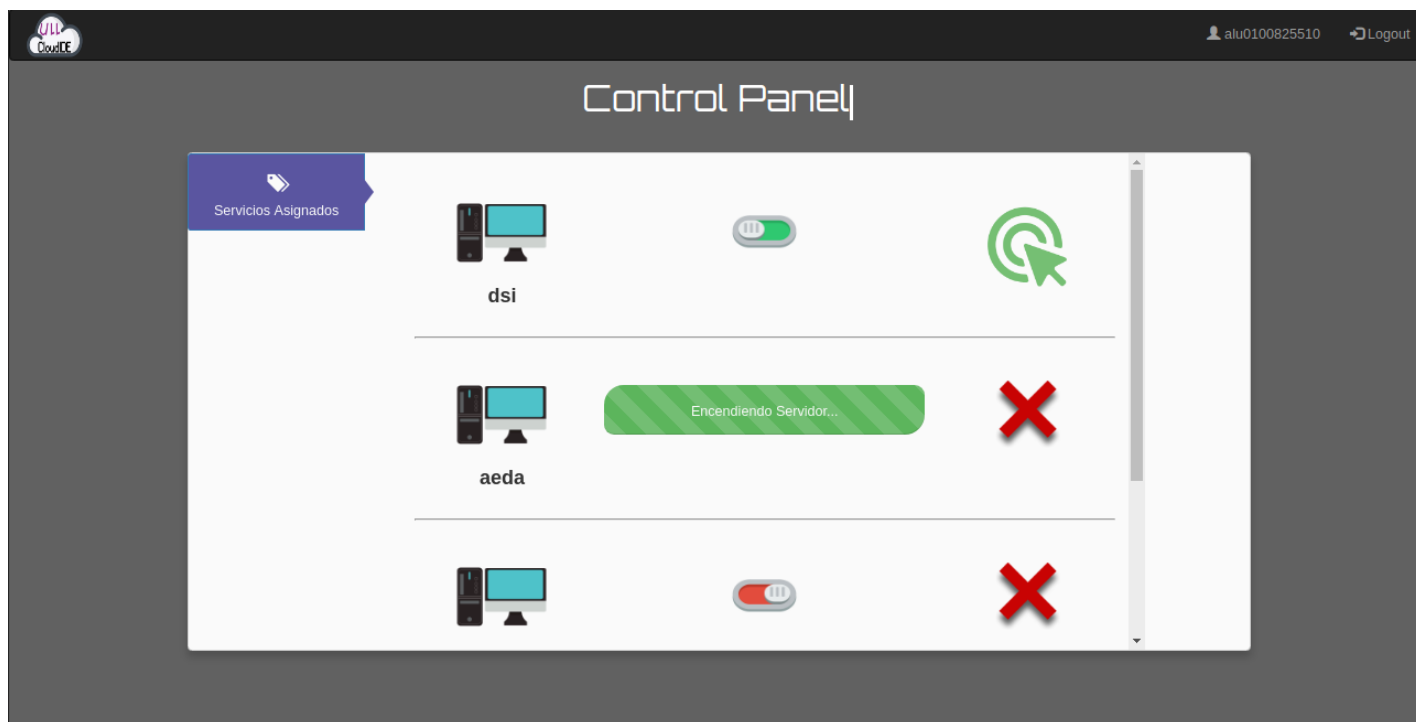 ULL
CloudIDE
alu0100825510
Logout
Control Panel
Servicios Asignados
dsi
Encendiendo Servidor...
aeda